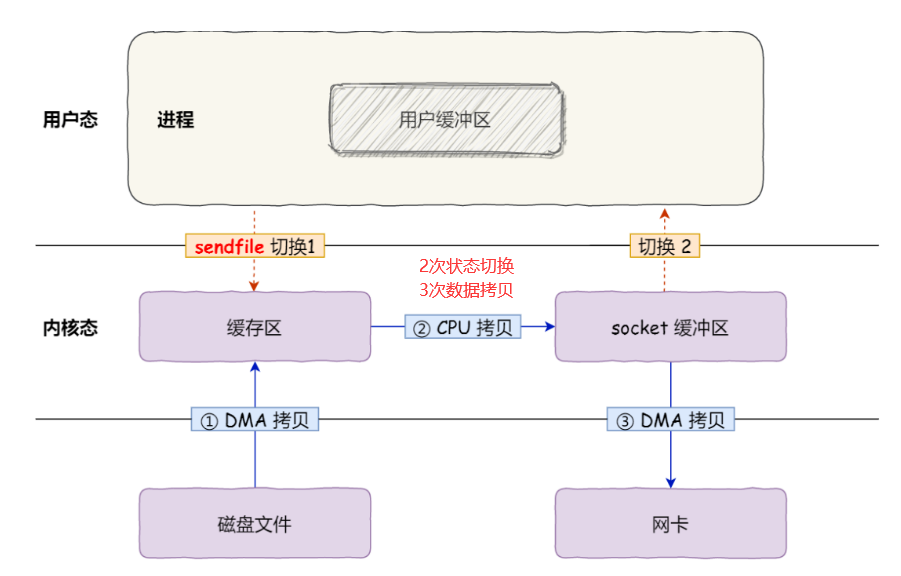 用户态
进程
用户缓冲区
sendfile 切换1
切换 2
2次状态切换
3次数据拷贝
内核态
缓存区
② CPU 拷贝
socket 缓冲区
① DMA 拷贝
③ DMA 拷贝
磁盘文件
网卡